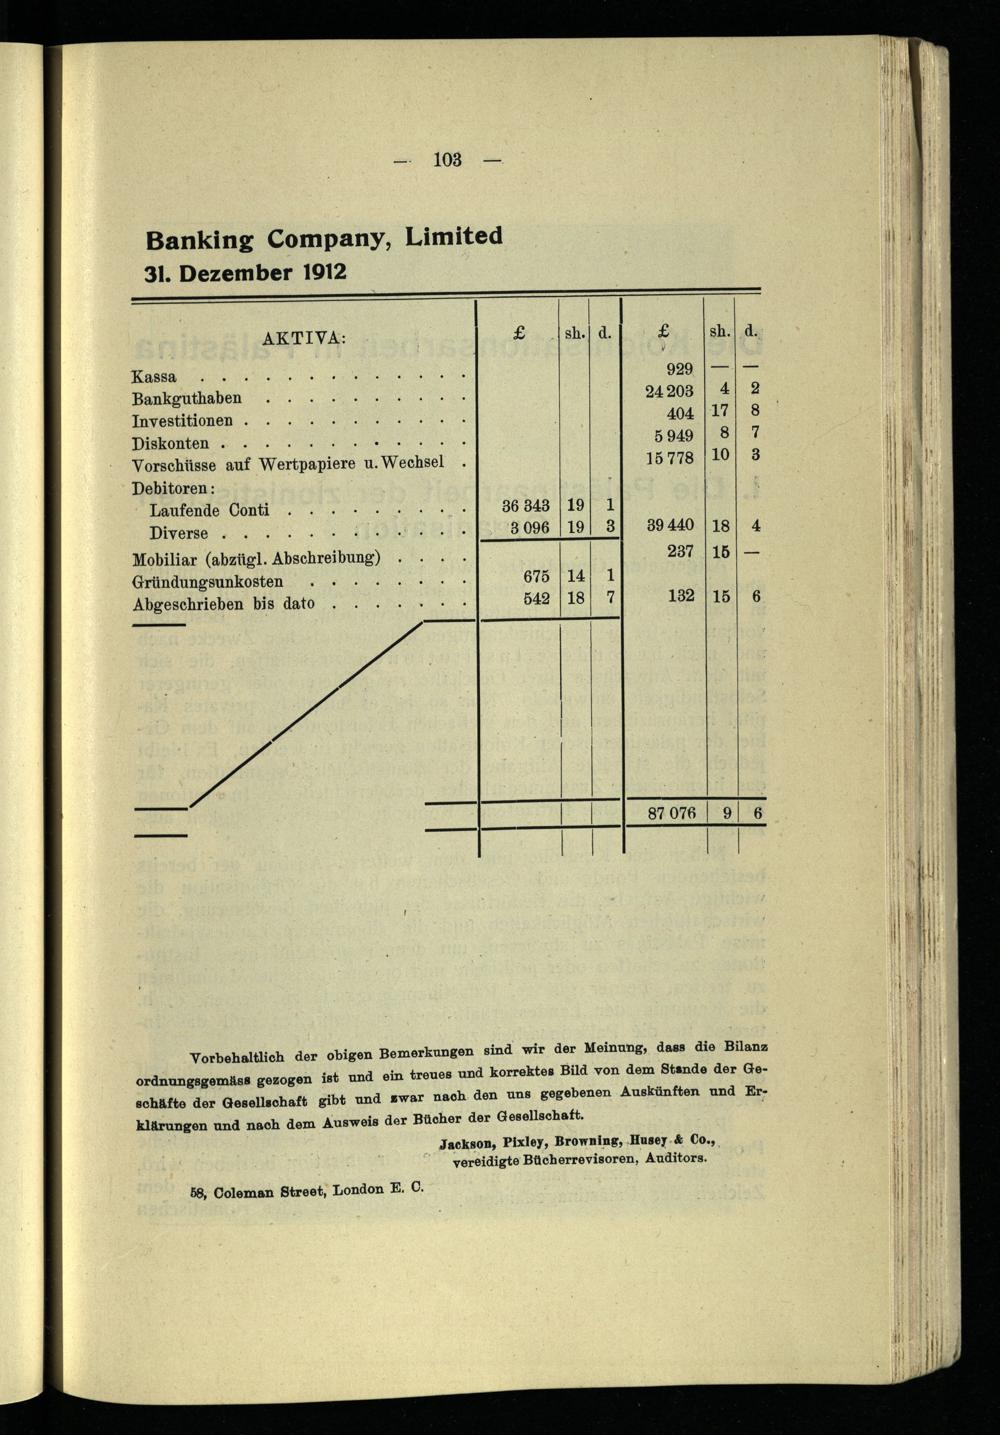 — 103 —
Banking Company, Limited
31. Dezember 1912
AKTIVA: £ sh. d. £ sh. d.
Kassa . . . . . . . . . . . . . 929 — —
Bankguthaben . . . . . . . . . . 24 203 4 2
Investitionen . . . . . . . . . . . 404 17 8
Diskonten . . . . . . . . . . . . 5 949 8 7
Vorschüsse auf Wertpapiere u. Wechsel . 15 778 10 3
Debitoren:
Laufende Conti . . . . . . . . . 36 343 19 1
Diverse . . . . . . . . . . . . 3 096 19 3 39 440 18 4
Mobiliar (abzügl. Abschreibung) . . . . 237 15 —
Gründungsunkosten . . . . . . . . 675 14 1
Abgeschrieben bis dato . . . . . . . 542 18 7 132 15 6
87 076 9 6
Vorbehaltlich der obigen Bemerkungen sind wir der Meinung, dass die Bilanz
ordnungsgemäss gezogen ist und ein treues und korrektes Bild von dem Stande der Ge-
schäfte der Gesellschaft gibt und zwar nach den uns gegebenen Auskünften und Er-
klärungen und nach dem Ausweis der Bücher der Gesellschaft.
Jackson, Pixley, Browning, Husey & Co.,
vereidigte Bücherrevisoren, Auditors.
58, Coleman Street, London E. C.